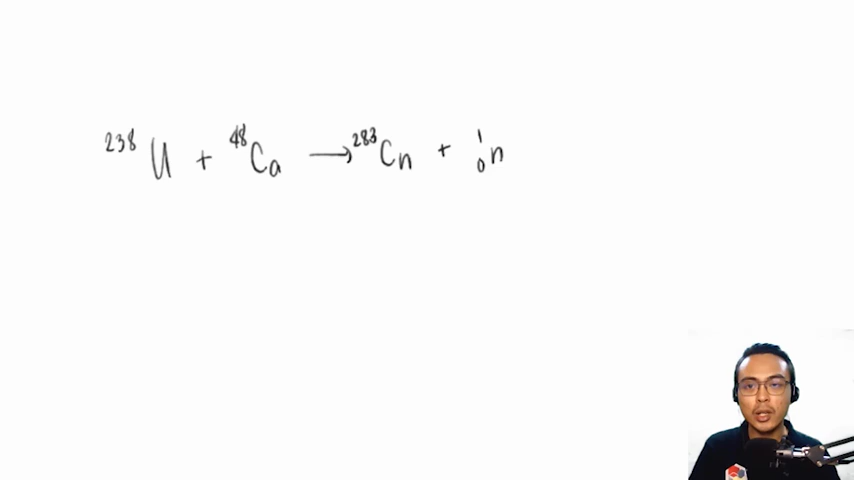 ²³⁸U + ⁴⁸Ca → ²⁸³Cn + ¹₀n